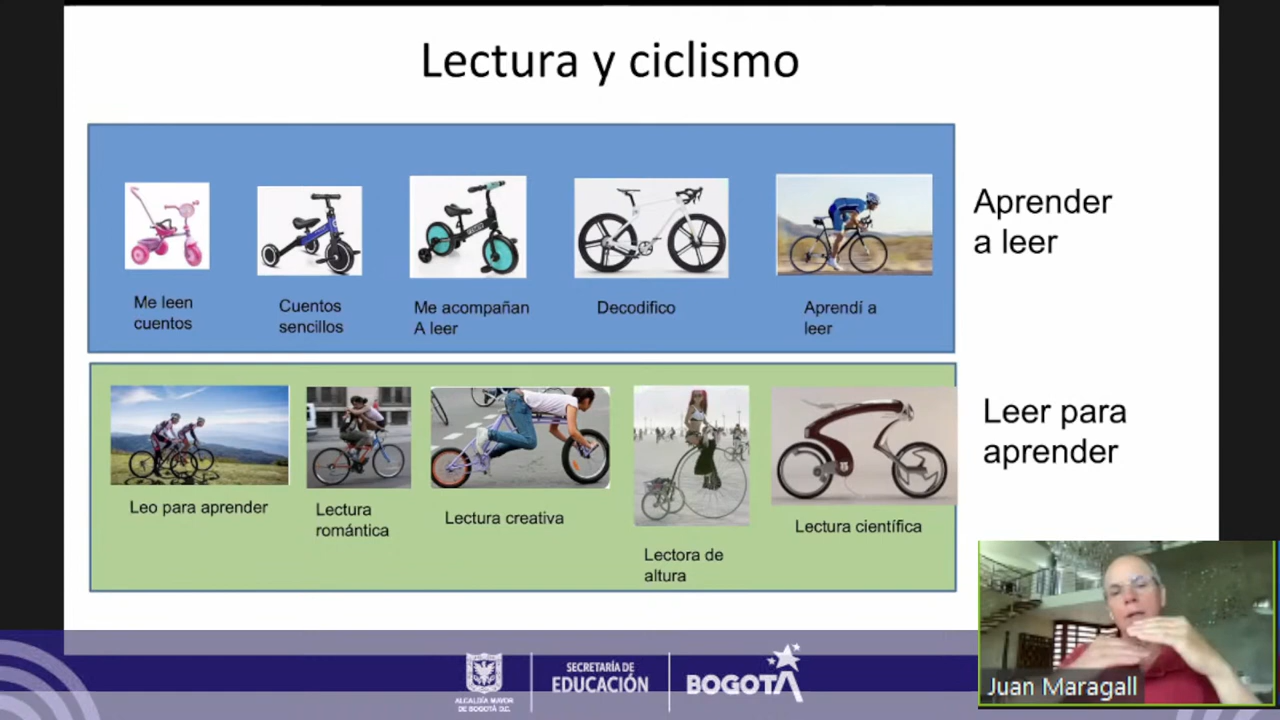 Lectura y ciclismo
Me leen
cuentos
Cuentos
sencillos
Me acompañan
A leer
Decodifico
Aprendí a
leer
Aprender
a leer
Leo para aprender
Lectura
romántica
Lectura creativa
Lectora de
altura
Lectura científica
Leer para
aprender
ALCALDÍA MAYOR
DE BOGOTÁ D.C.
SECRETARÍA DE
EDUCACIÓN
BOGOTÁ
Juan Maragall